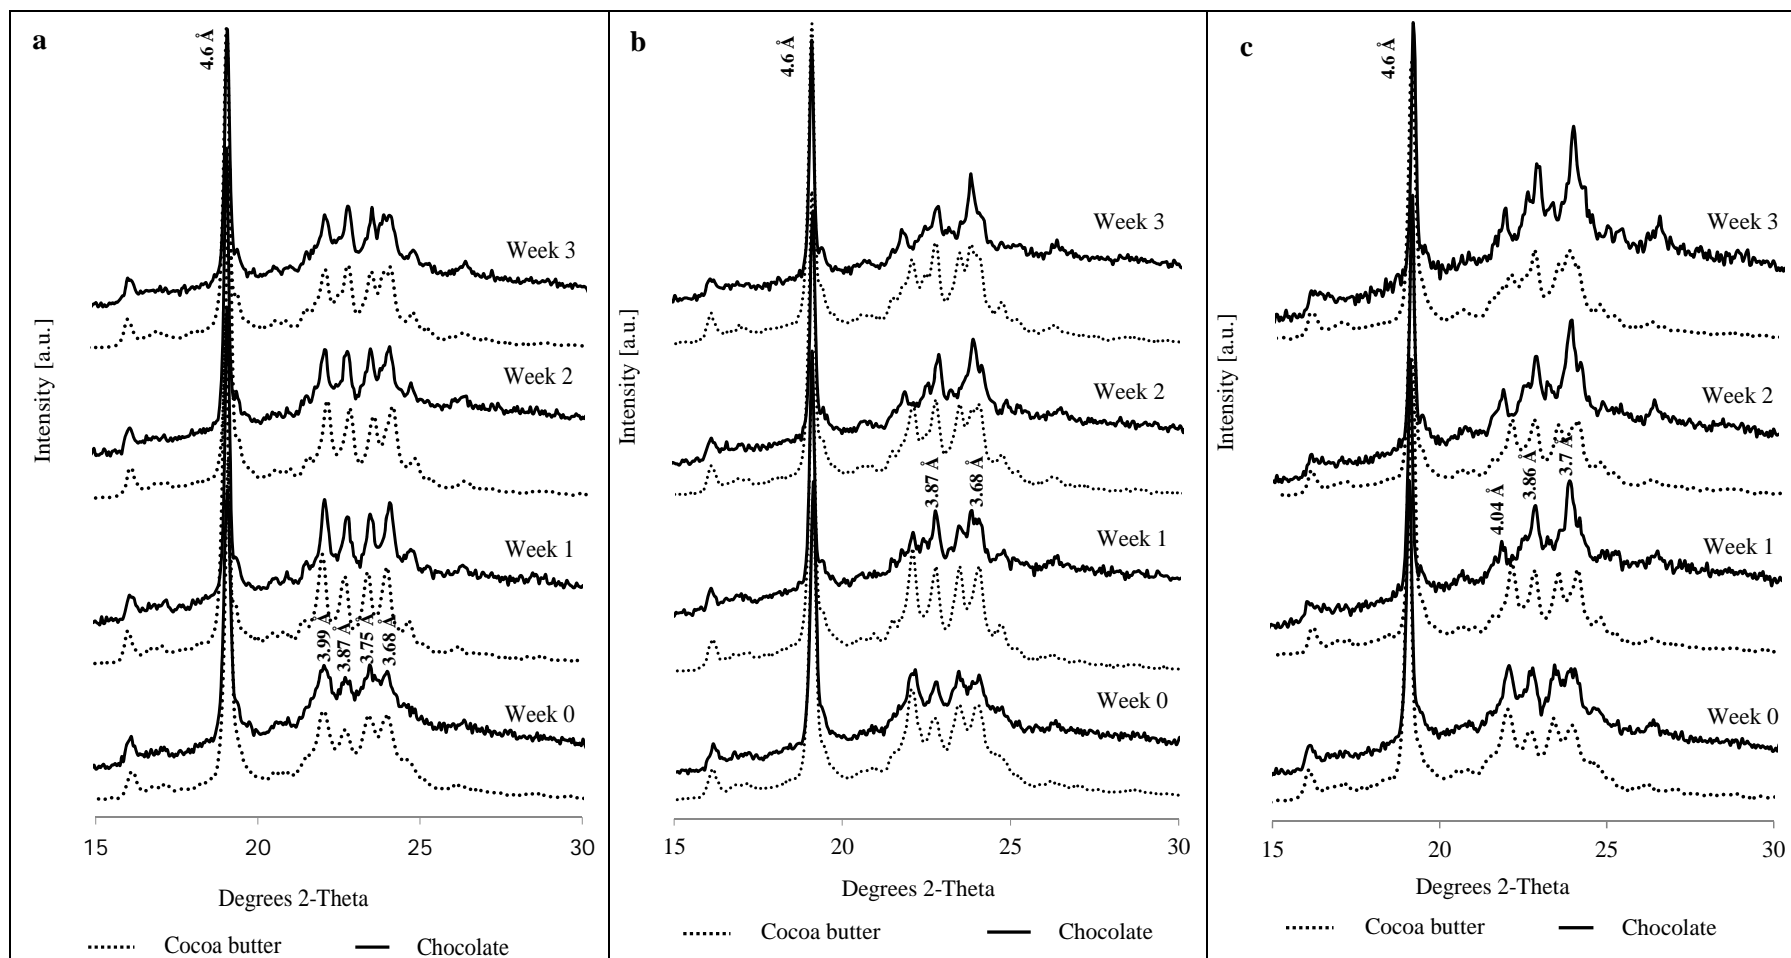 a
4.6 Å
Week 3
Week 2
Week 1
3.99 Å
3.87 Å
3.75 Å
3.68 Å
Week 0
Intensity [a.u.]
15 20 25 30
Degrees 2-Theta
Cocoa butter Chocolate
b
4.6 Å
Week 3
Week 2
3.87 Å
3.68 Å
Week 1
Week 0
Intensity [a.u.]
15 20 25 30
Degrees 2-Theta
Cocoa butter Chocolate
c
4.6 Å
Week 3
Week 2
4.04 Å
3.86 Å
3.7 Å
Week 1
Week 0
Intensity [a.u.]
15 20 25 30
Degrees 2-Theta
Cocoa butter Chocolate